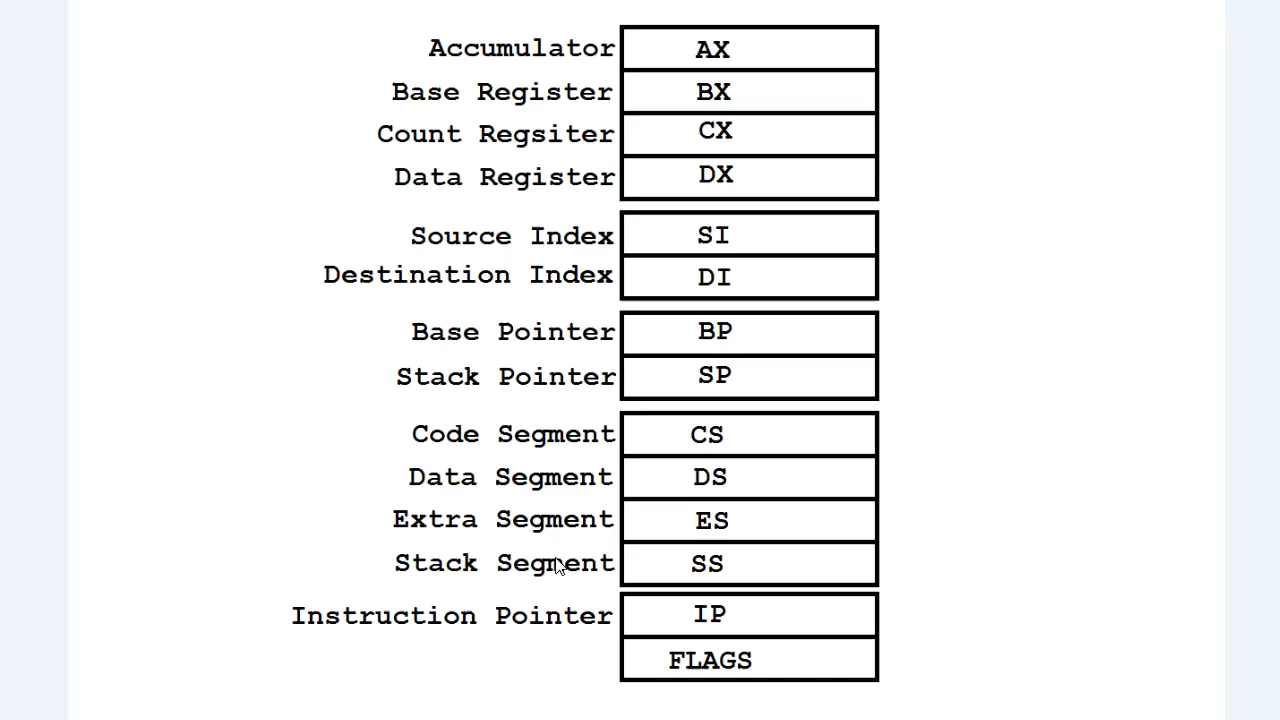 Accumulator AX
Base Register BX
Count Regsiter CX
Data Register DX
Source Index SI
Destination Index DI
Base Pointer BP
Stack Pointer SP
Code Segment CS
Data Segment DS
Extra Segment ES
Stack Segment SS
Instruction Pointer IP
FLAGS